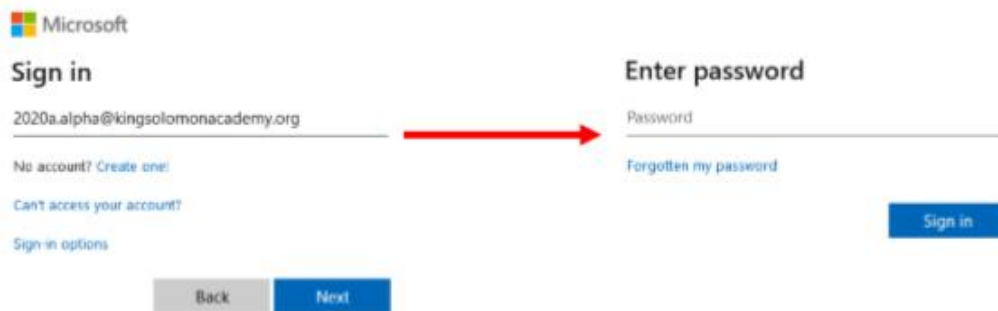 Microsoft
Sign in
2020a.alpha@kingsolomonacademy.org
No account? Create one!
Can't access your account?
Sign-in options
Back
Next
Enter password
Password
Forgotten my password
Sign in